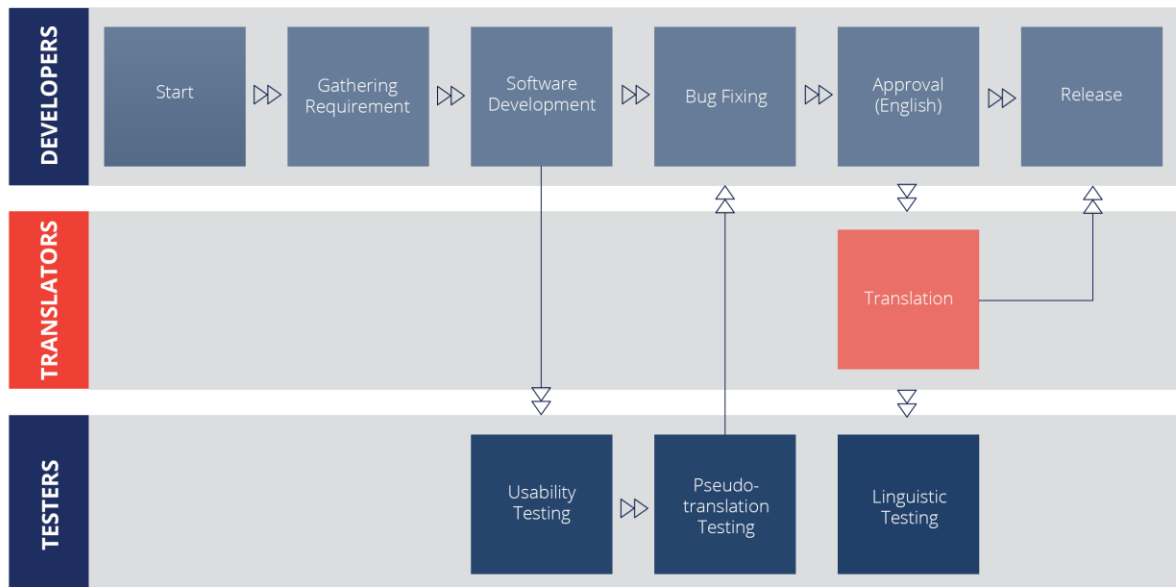 DEVELOPERS
Start
Gathering
Requirement
Software
Development
Bug Fixing
Approval
(English)
Release
TRANSLATORS
Translation
TESTERS
Usability
Testing
Pseudo-
translation
Testing
Linguistic
Testing